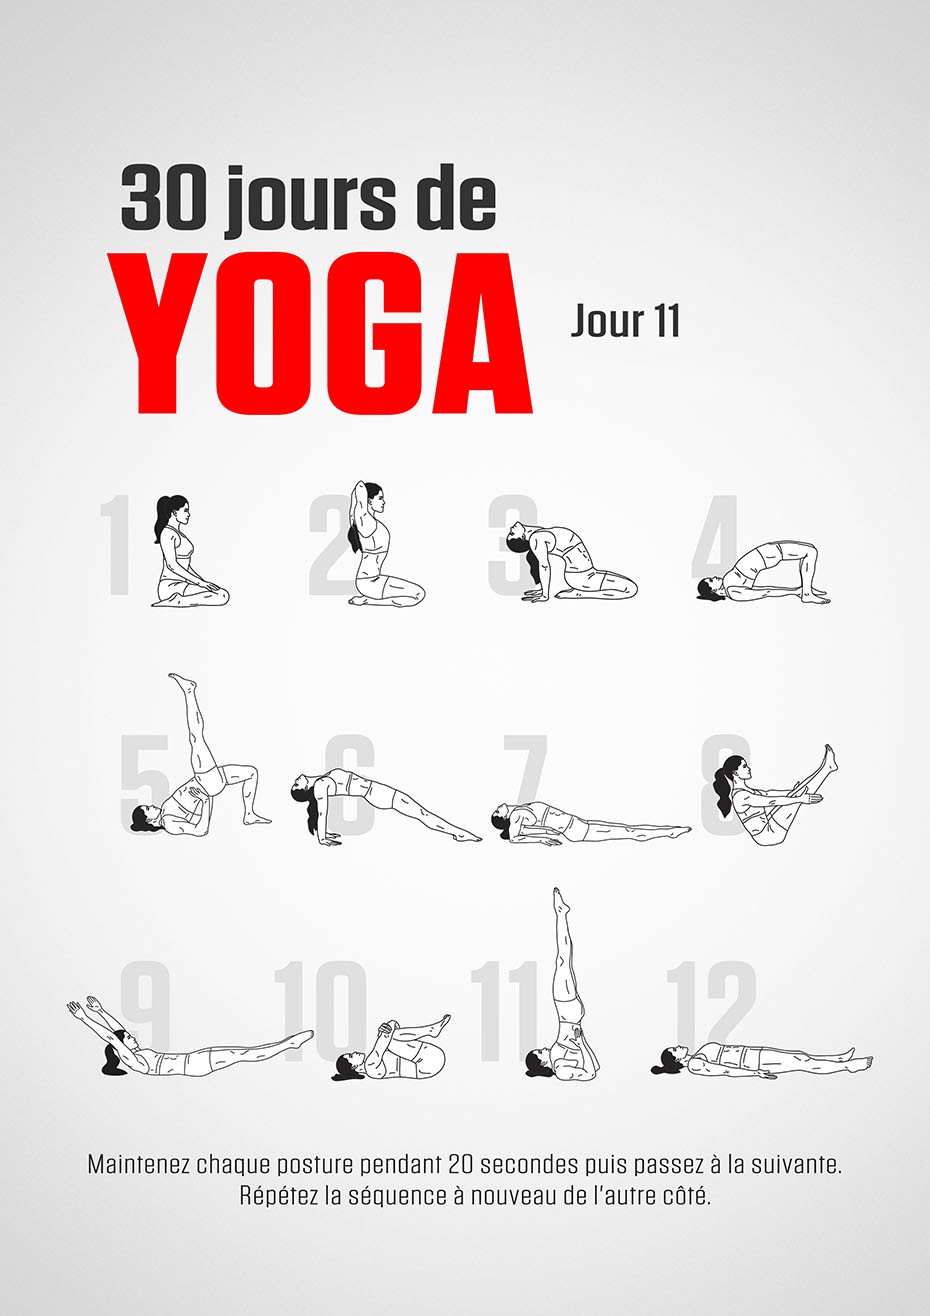 30 jours de
YOGA
Jour 11
1 2 3 4
5 6 7 8
9 10 11 12
Maintenez chaque posture pendant 20 secondes puis passez à la suivante.
Répétez la séquence à nouveau de l'autre côté.